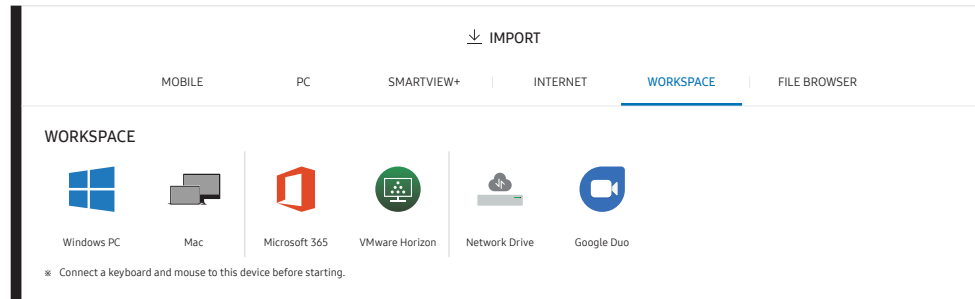 IMPORT
MOBILE PC SMARTVIEW+ INTERNET WORKSPACE FILE BROWSER
WORKSPACE
Windows PC Mac Microsoft 365 VMware Horizon Network Drive Google Duo
※ Connect a keyboard and mouse to this device before starting.